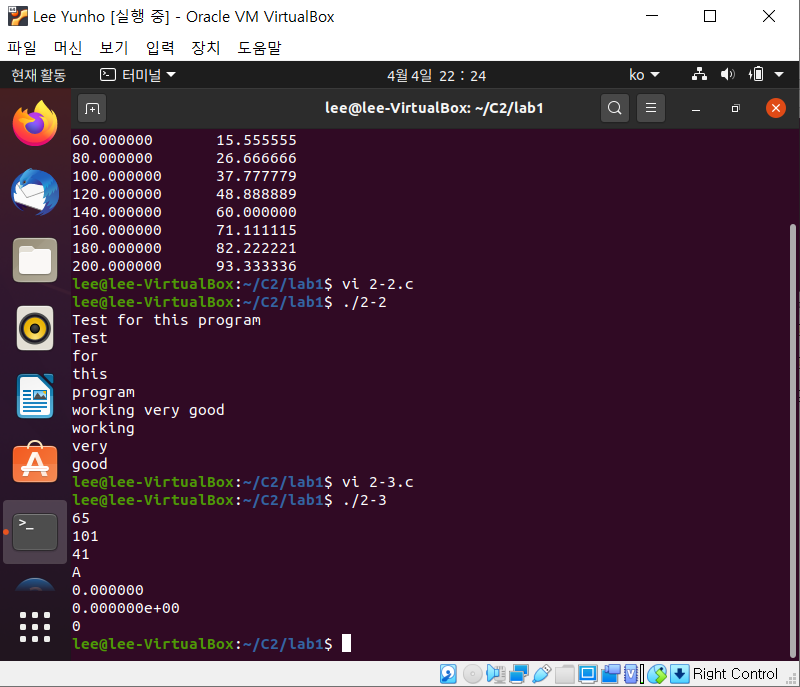 Lee Yunho [실행 중] - Oracle VM VirtualBox
파일 머신 보기 입력 장치 도움말
현재 활동 터미널 4월 4일 22 : 24 ko
lee@lee-VirtualBox: ~/C2/lab1
60.000000 15.555555
80.000000 26.666666
100.000000 37.777779
120.000000 48.888889
140.000000 60.000000
160.000000 71.111115
180.000000 82.222221
200.000000 93.333336
lee@lee-VirtualBox:~/C2/lab1$ vi 2-2.c
lee@lee-VirtualBox:~/C2/lab1$ ./2-2
Test for this program
Test
for
this
program
working very good
working
very
good
lee@lee-VirtualBox:~/C2/lab1$ vi 2-3.c
lee@lee-VirtualBox:~/C2/lab1$ ./2-3
65
101
41
A
0.000000
0.000000e+00
0
lee@lee-VirtualBox:~/C2/lab1$
Right Control